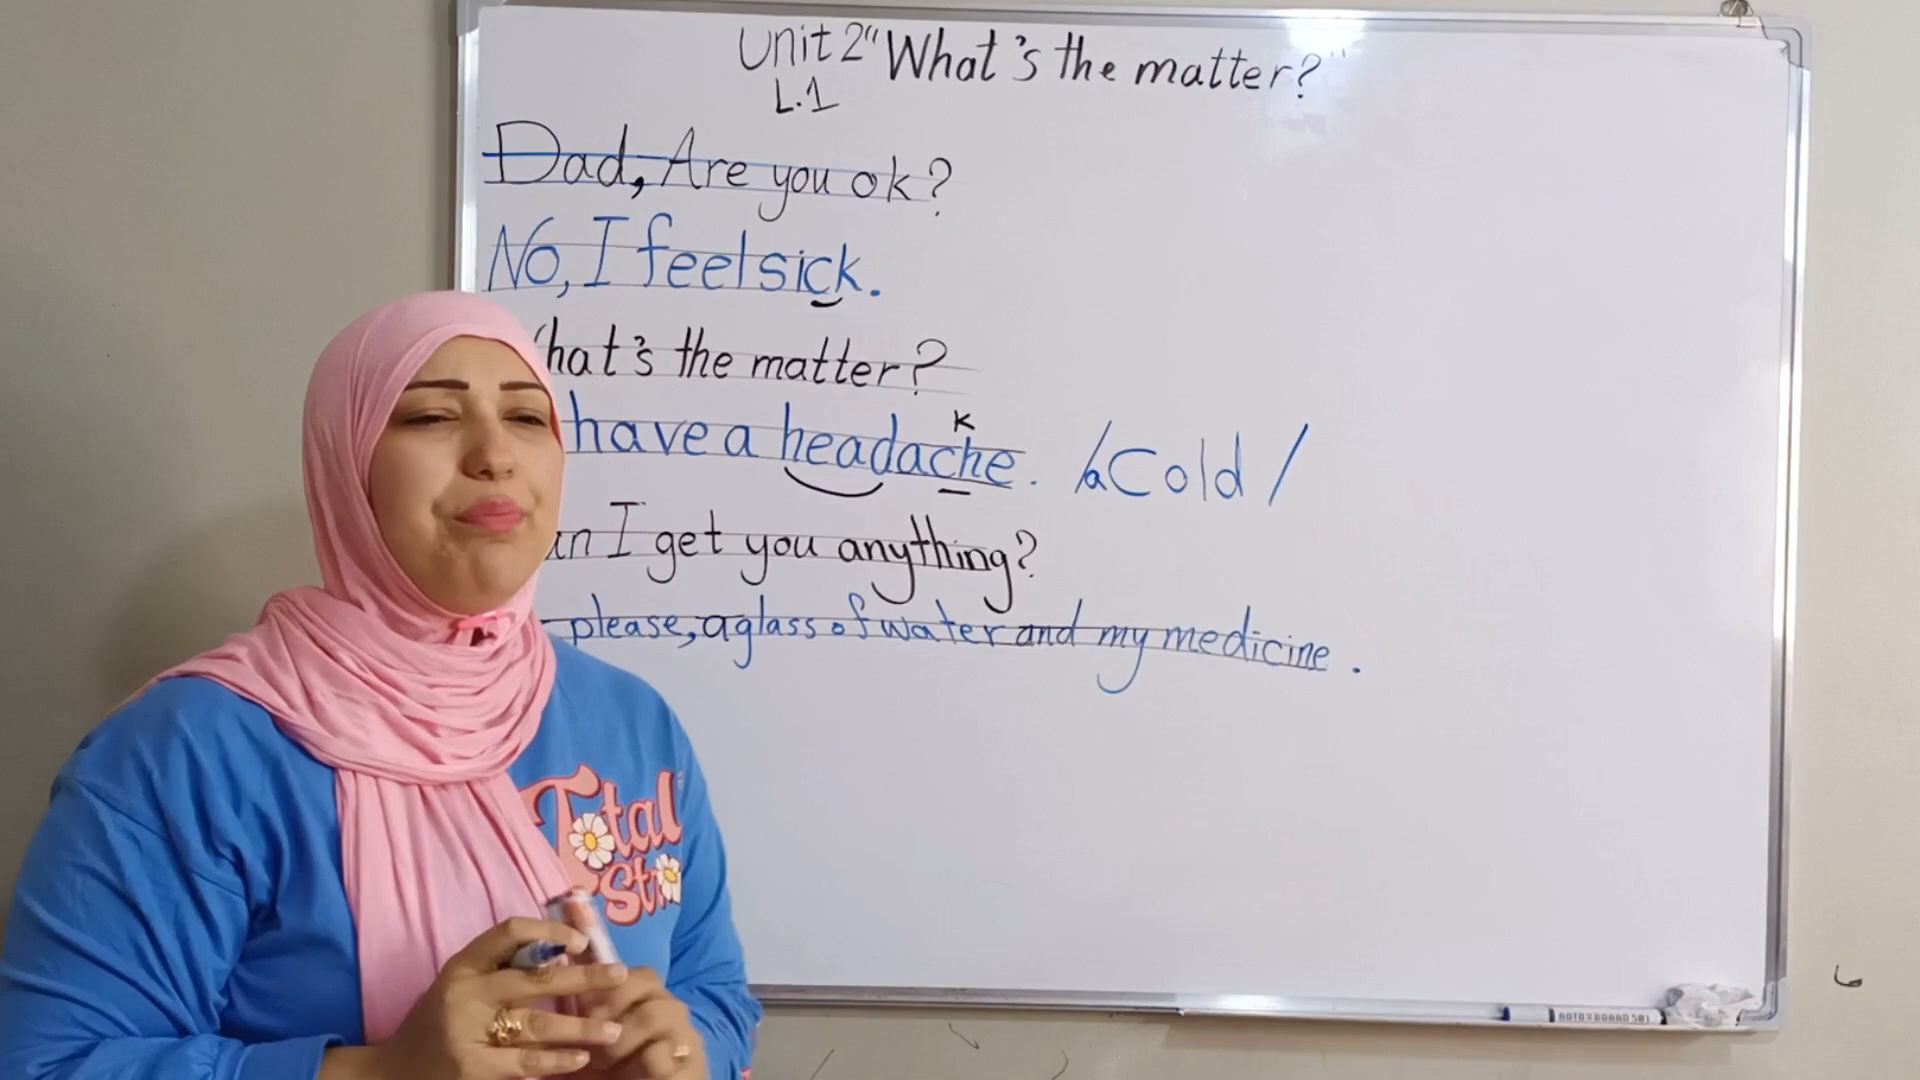 Unit 2 "What's the matter?"
L.1
Dad, Are you ok?
No, I feel sick.
hat's the matter?
K
have a headache. /a Cold /
an I get you anything?
please, a glass of water and my medicine.
Total